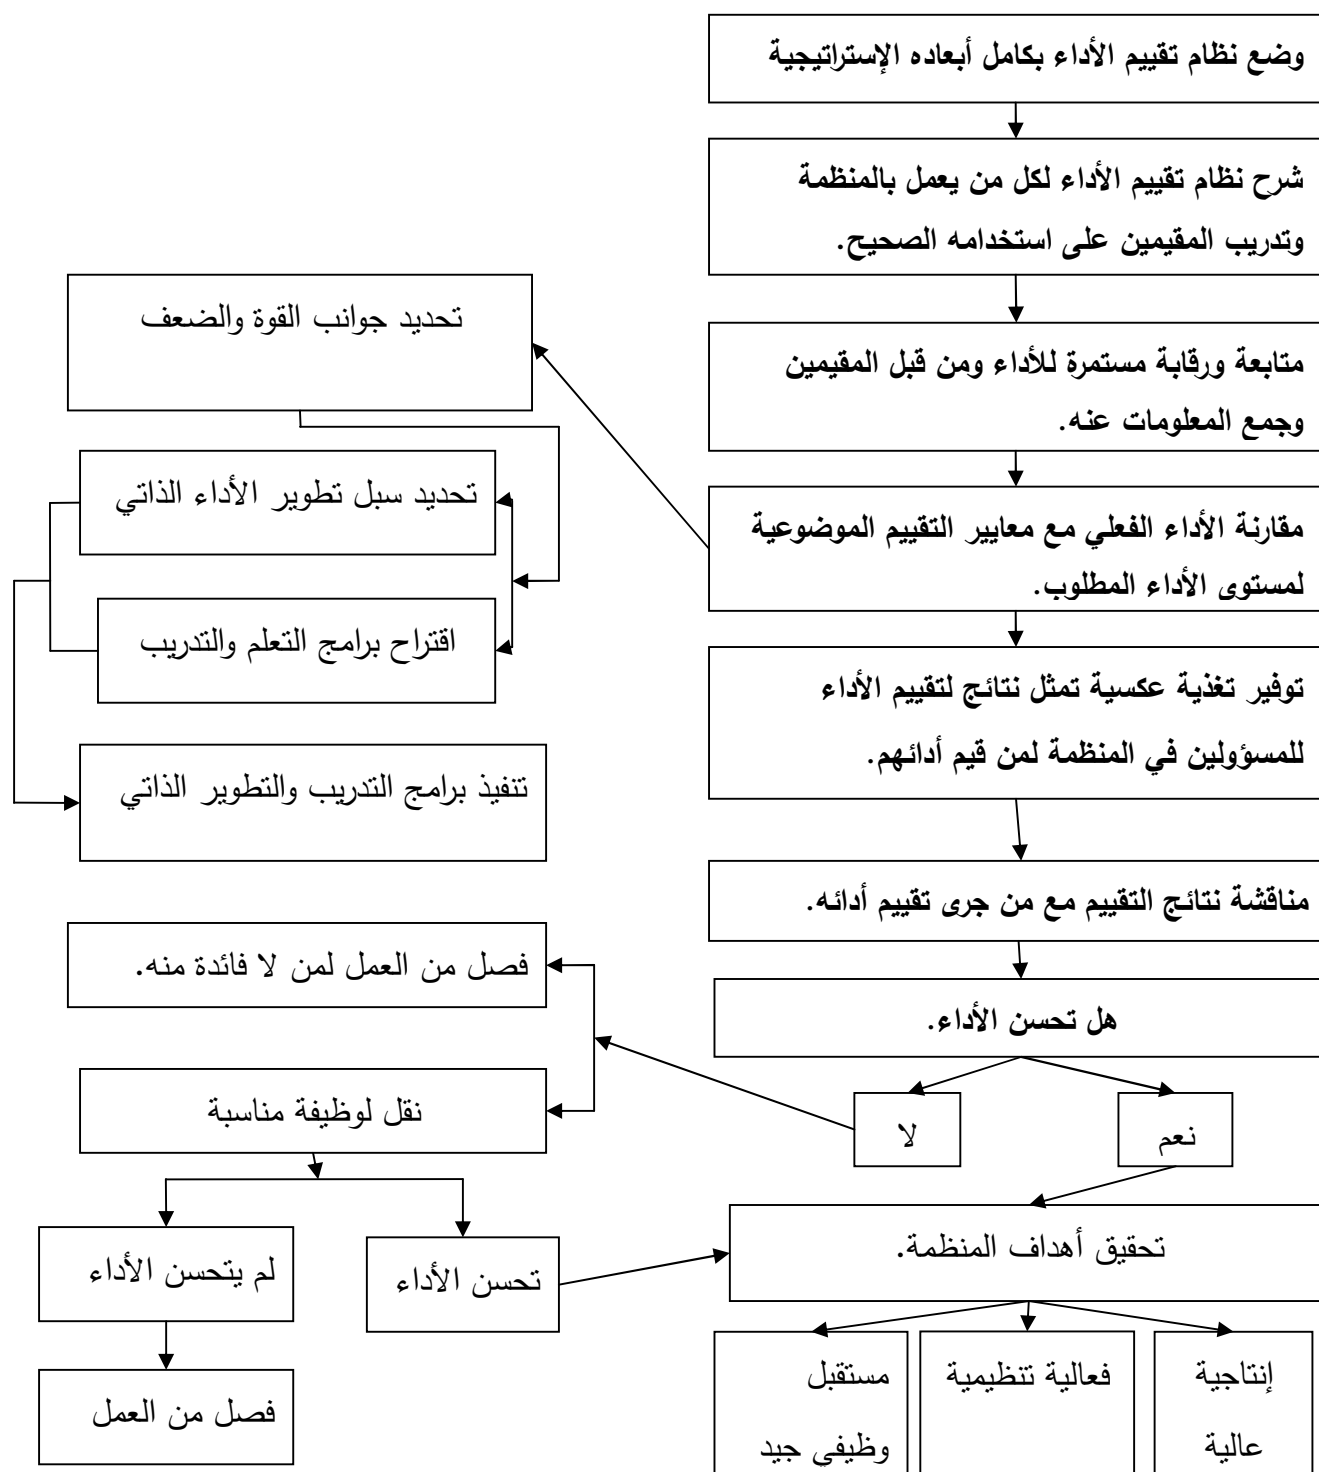 وضع نظام تقييم الأداء بكامل أبعاده الإستراتيجية
شرح نظام تقييم الأداء لكل من يعمل بالمنظمة
وتدريب المقيمين على استخدامه الصحيح.
متابعة ورقابة مستمرة للأداء ومن قبل المقيمين
وجمع المعلومات عنه.
مقارنة الأداء الفعلي مع معايير التقييم الموضوعية
لمستوى الأداء المطلوب.
تحديد جوانب القوة والضعف
تحديد سبل تطوير الأداء الذاتي
اقتراح برامج التعلم والتدريب
تنفيذ برامج التدريب والتطوير الذاتي
توفير تغذية عكسية تمثل نتائج لتقييم الأداء
للمسؤولين في المنظمة لمن قيم أدائهم.
مناقشة نتائج التقييم مع من جرى تقييم أدائه.
هل تحسن الأداء.
نعم
لا
فصل من العمل لمن لا فائدة منه.
نقل لوظيفة مناسبة
تحسن الأداء
لم يتحسن الأداء
فصل من العمل
تحقيق أهداف المنظمة.
إنتاجية
عالية
فعالية تنظيمية
مستقبل
وظيفي جيد